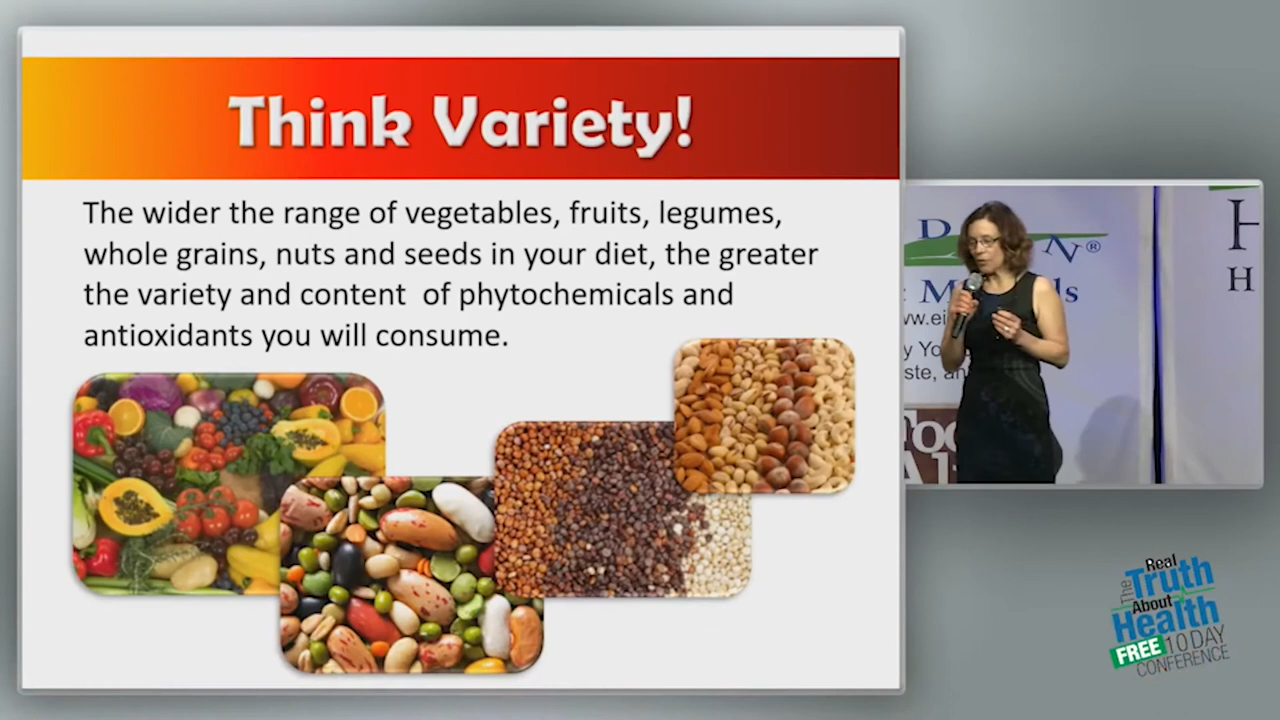 Think Variety!
The wider the range of vegetables, fruits, legumes,
whole grains, nuts and seeds in your diet, the greater
the variety and content of phytochemicals and
antioxidants you will consume.
The Real
Truth
About
Health
FREE 10 DAY
CONFERENCE